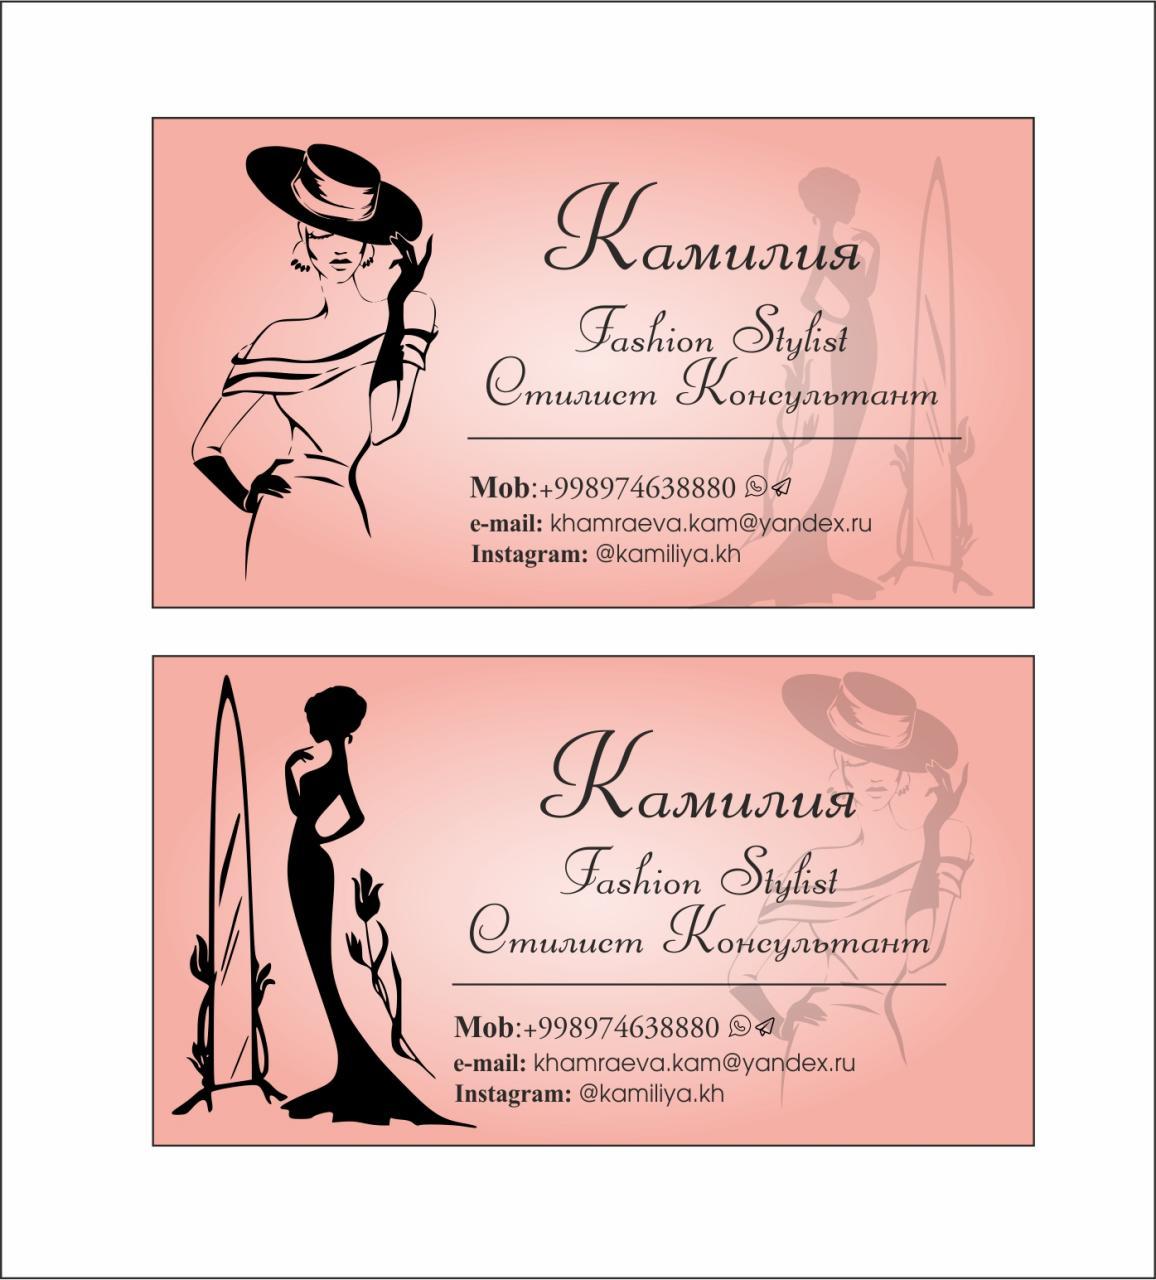 Камилия
Fashion Stylist
Стилист Консультант
Mob:+998974638880
e-mail: khamraeva.kam@yandex.ru
Instagram: @kamiliya.kh
Камилия
Fashion Stylist
Стилист Консультант
Mob:+998974638880
e-mail: khamraeva.kam@yandex.ru
Instagram: @kamiliya.kh